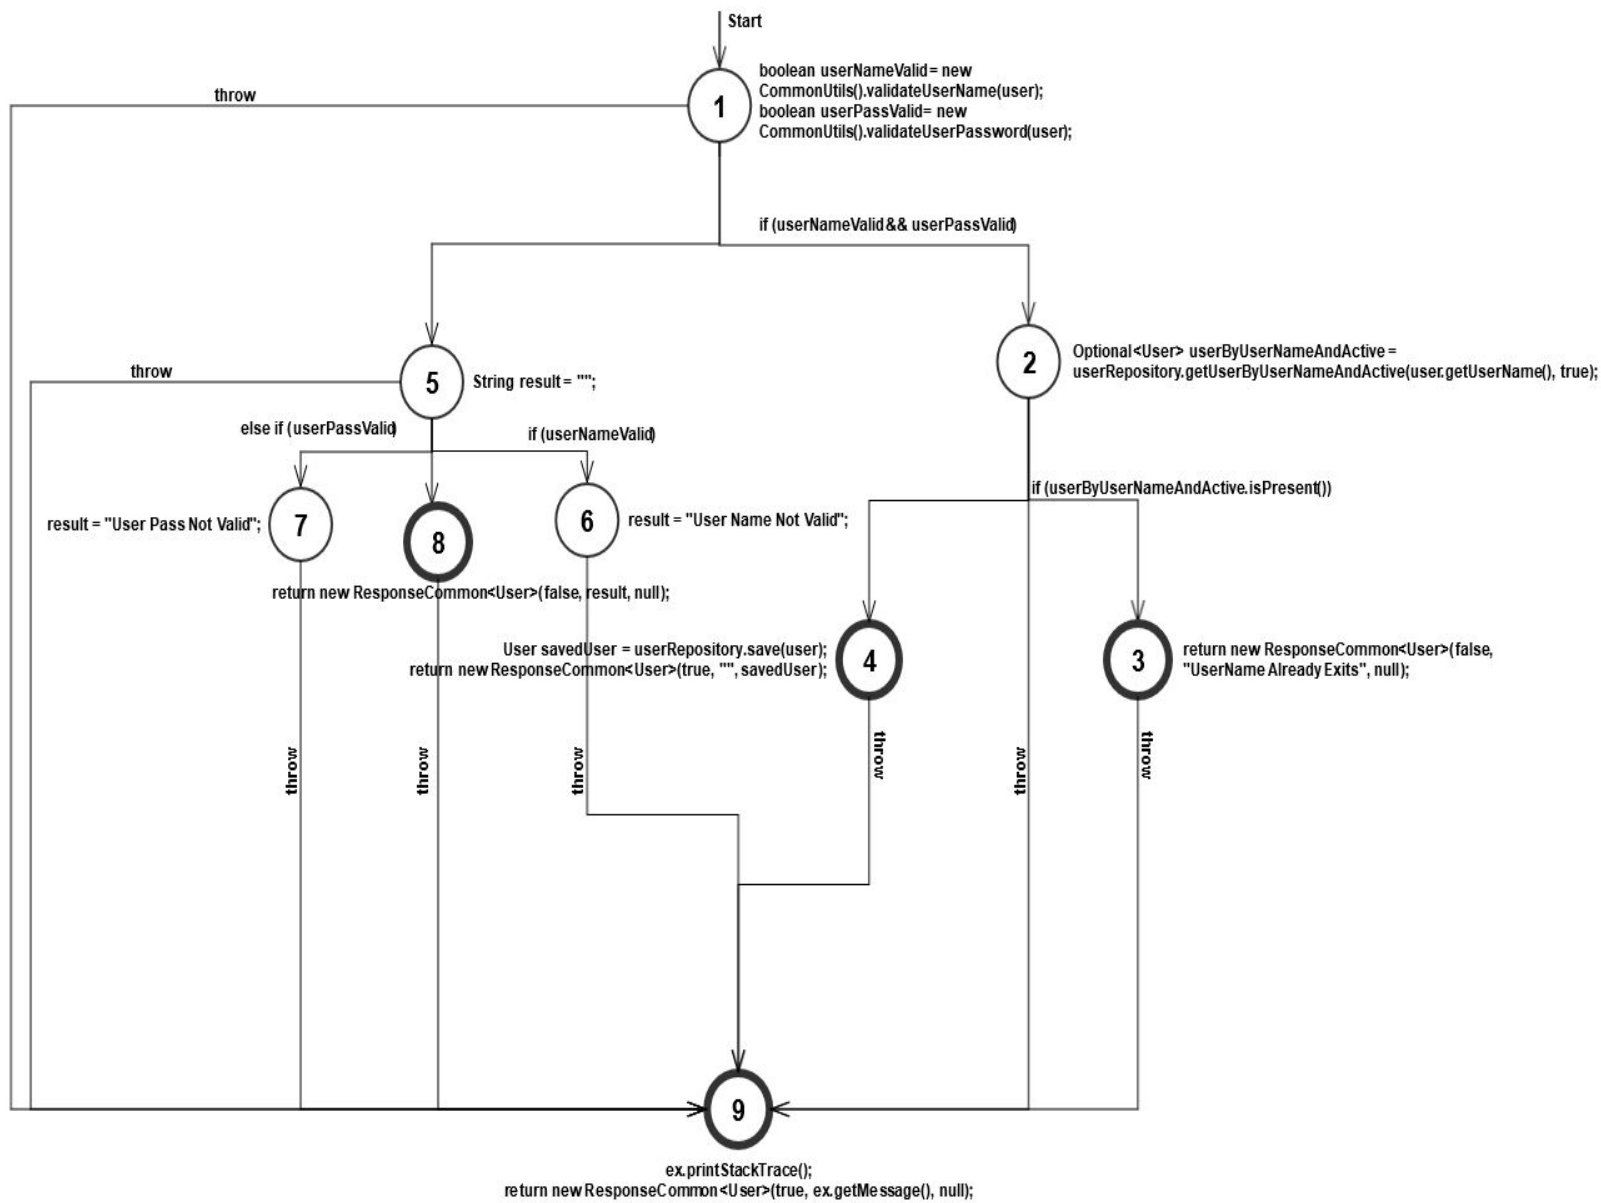 Start
boolean userNameValid= new
CommonUtils().validateUserName(user);
boolean userPassValid= new
CommonUtils().validateUserPassword(user);
throw
1
if (userNameValid&& userPassValid)
5
String result = "";
throw
2
Optional<User> userByUserNameAndActive =
userRepository.getUserByUserNameAndActive(user.getUserName(), true);
else if (userPassValid)
if (userNameValid)
if (userByUserNameAndActive.isPresent())
7
result = "User Pass Not Valid";
8
return new ResponseCommon<User>(false, result, null);
6
result = "User Name Not Valid";
User savedUser = userRepository.save(user);
return new ResponseCommon<User>(true, "", savedUser);
4
3
return new ResponseCommon<User>(false,
"UserName Already Exits", null);
throw
throw
throw
throw
throw
throw
9
ex.printStackTrace();
return new ResponseCommon<User>(true, ex.getMessage(), null);